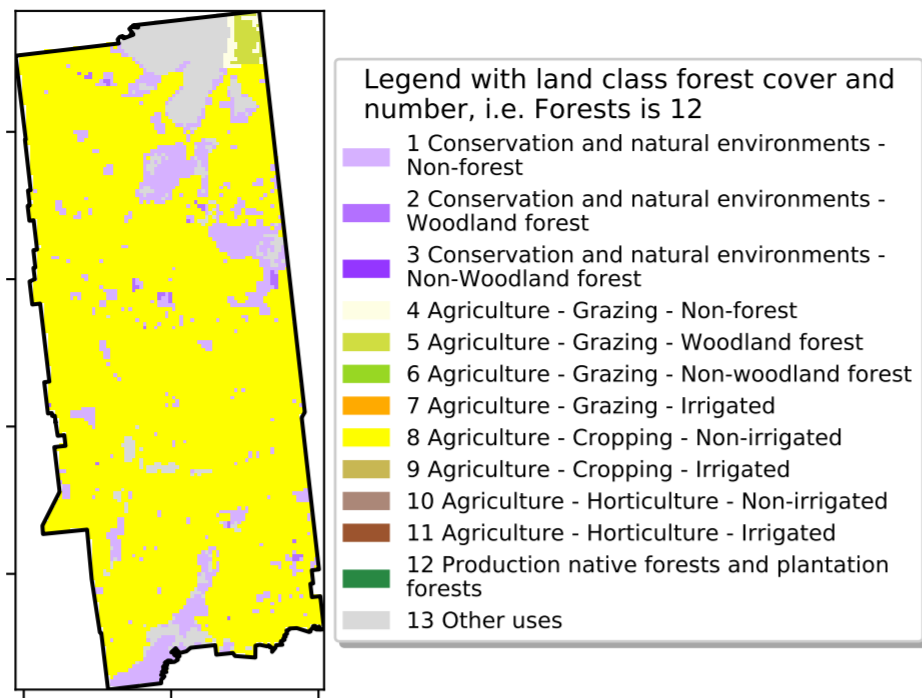 Legend with land class forest cover and
number, i.e. Forests is 12
1 Conservation and natural environments -
Non-forest
2 Conservation and natural environments -
Woodland forest
3 Conservation and natural environments -
Non-Woodland forest
4 Agriculture - Grazing - Non-forest
5 Agriculture - Grazing - Woodland forest
6 Agriculture - Grazing - Non-woodland forest
7 Agriculture - Grazing - Irrigated
8 Agriculture - Cropping - Non-irrigated
9 Agriculture - Cropping - Irrigated
10 Agriculture - Horticulture - Non-irrigated
11 Agriculture - Horticulture - Irrigated
12 Production native forests and plantation
forests
13 Other uses